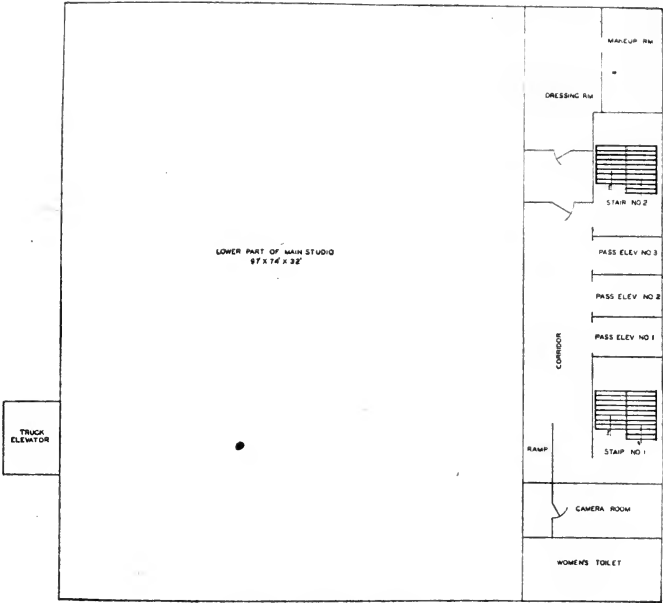 MAKEUP RM
DRESSING RM
STAIR NO 2
LOWER PART OF MAIN STUDIO
97' X 74' X 32'
PASS ELEV NO 3
PASS ELEV NO 2
PASS ELEV NO 1
CORRIDOR
TRUCK
ELEVATOR
RAMP
STAIR NO 1
CAMERA ROOM
WOMEN'S TOILET